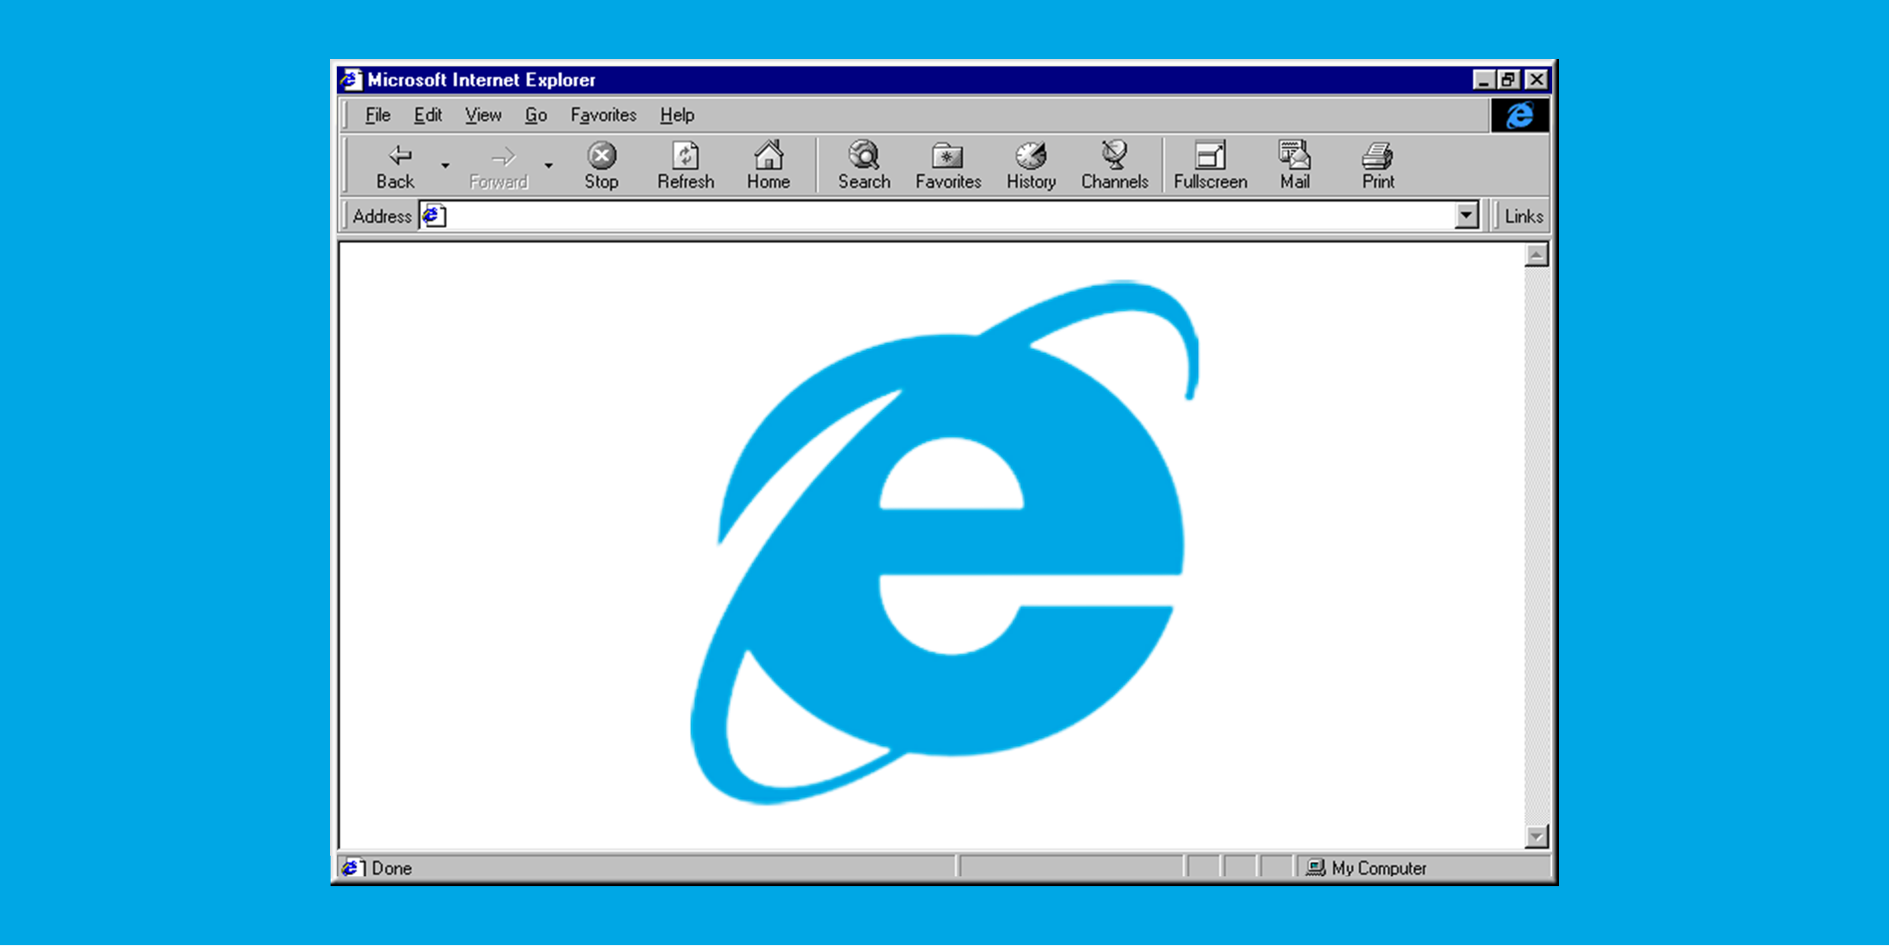 Microsoft Internet Explorer
File Edit View Go Favorites Help
Back Forward Stop Refresh Home Search Favorites History Channels Fullscreen Mail Print
Address Links
Done My Computer